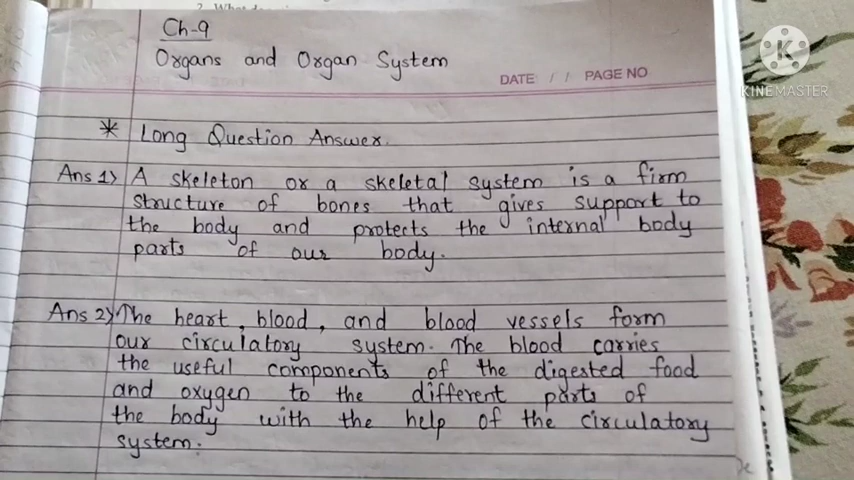 Ch-9
Organs and Organ System
DATE / / PAGE NO
K
KINEMASTER
* Long Question Answer.
Ans 1) A skeleton or a skeletal system is a firm
structure of bones that gives support to
the body and protects the internal body
parts of our body.
Ans 2) The heart, blood, and blood vessels form
our circulatory system. The blood carries
the useful components of the digested food
and oxygen to the different parts of
the body with the help of the circulatory
system.